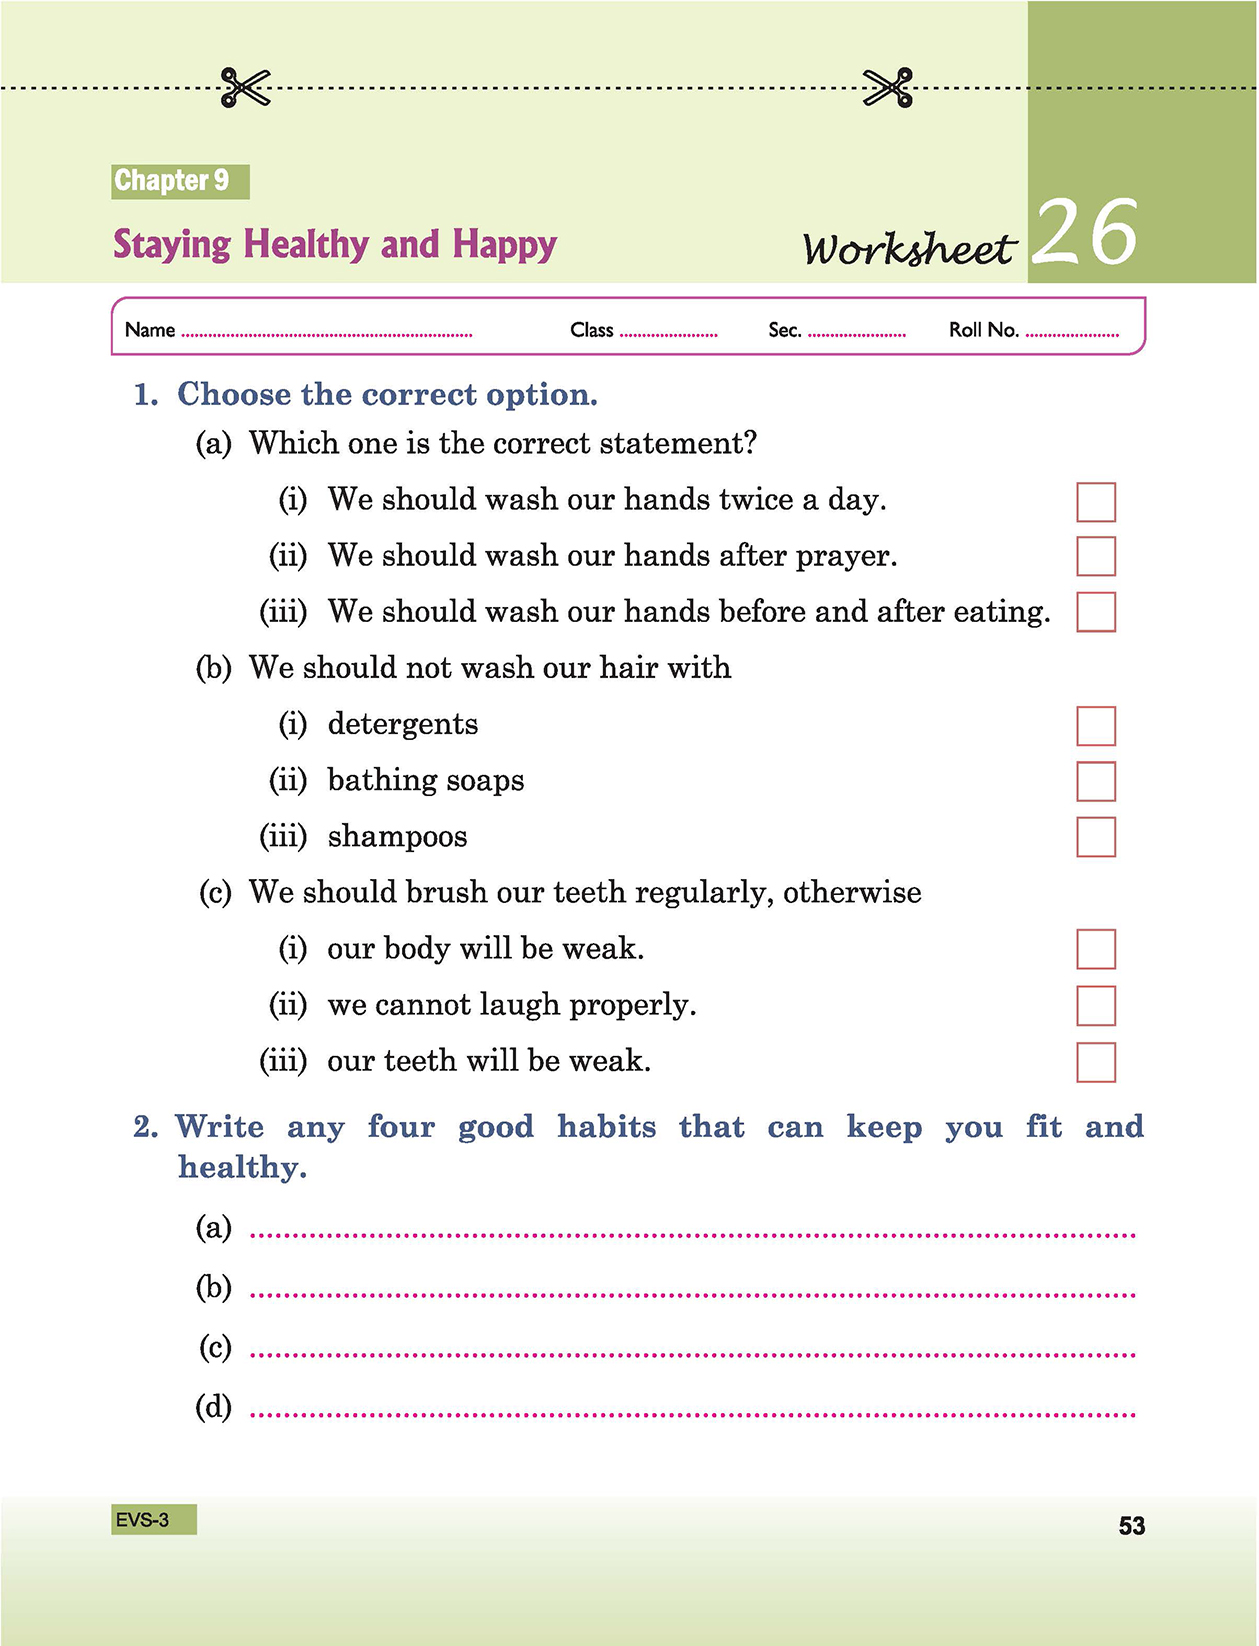 Chapter 9
Staying Healthy and Happy
Worksheet 26
Name ........................ Class ........................ Sec. ........................ Roll No. ........................
1. Choose the correct option.
(a) Which one is the correct statement?
(i) We should wash our hands twice a day.
(ii) We should wash our hands after prayer.
(iii) We should wash our hands before and after eating.
(b) We should not wash our hair with
(i) detergents
(ii) bathing soaps
(iii) shampoos
(c) We should brush our teeth regularly, otherwise
(i) our body will be weak.
(ii) we cannot laugh properly.
(iii) our teeth will be weak.
2. Write any four good habits that can keep you fit and
healthy.
(a) ........................
(b) ........................
(c) ........................
(d) ........................
EVS-3
53